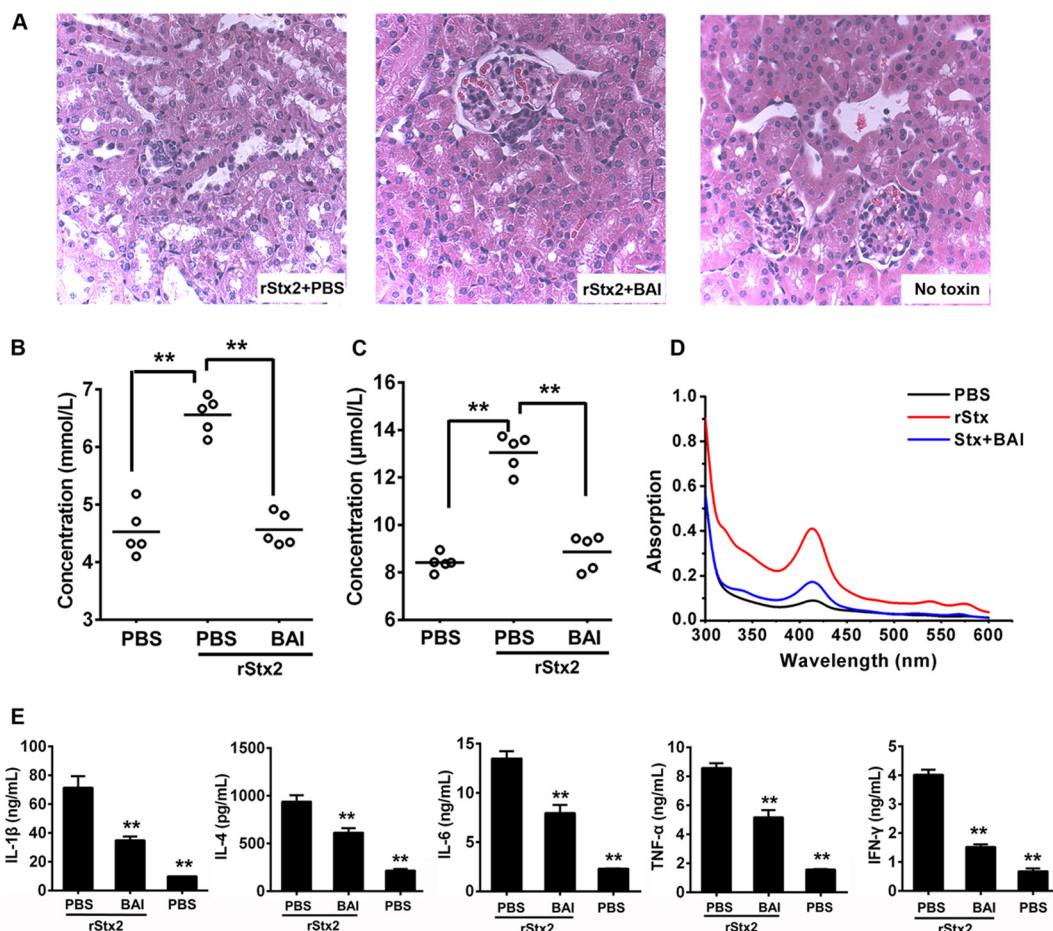 A
rStx2+PBS
rStx2+BAI
No toxin
B
Concentration (mmol/L)
7
6
5
4
3
**
**
PBS
PBS
BAI
rStx2
C
Concentration (µmol/L)
16
14
12
10
8
6
**
**
PBS
PBS
BAI
rStx2
D
Absorption
1.0
0.8
0.6
0.4
0.2
0.0
PBS
rStx
Stx+BAI
300 350 400 450 500 550 600
Wavelength (nm)
E
IL-1β (ng/mL)
100
80
60
40
20
0
**
**
PBS BAI PBS
rStx2
IL-4 (pg/mL)
1500
1000
500
0
**
**
PBS BAI PBS
rStx2
IL-6 (ng/mL)
15
10
5
0
**
**
PBS BAI PBS
rStx2
TNF-α (ng/mL)
10
8
6
4
2
0
**
**
PBS BAI PBS
rStx2
IFN-γ (ng/mL)
5
4
3
2
1
0
**
**
PBS BAI PBS
rStx2